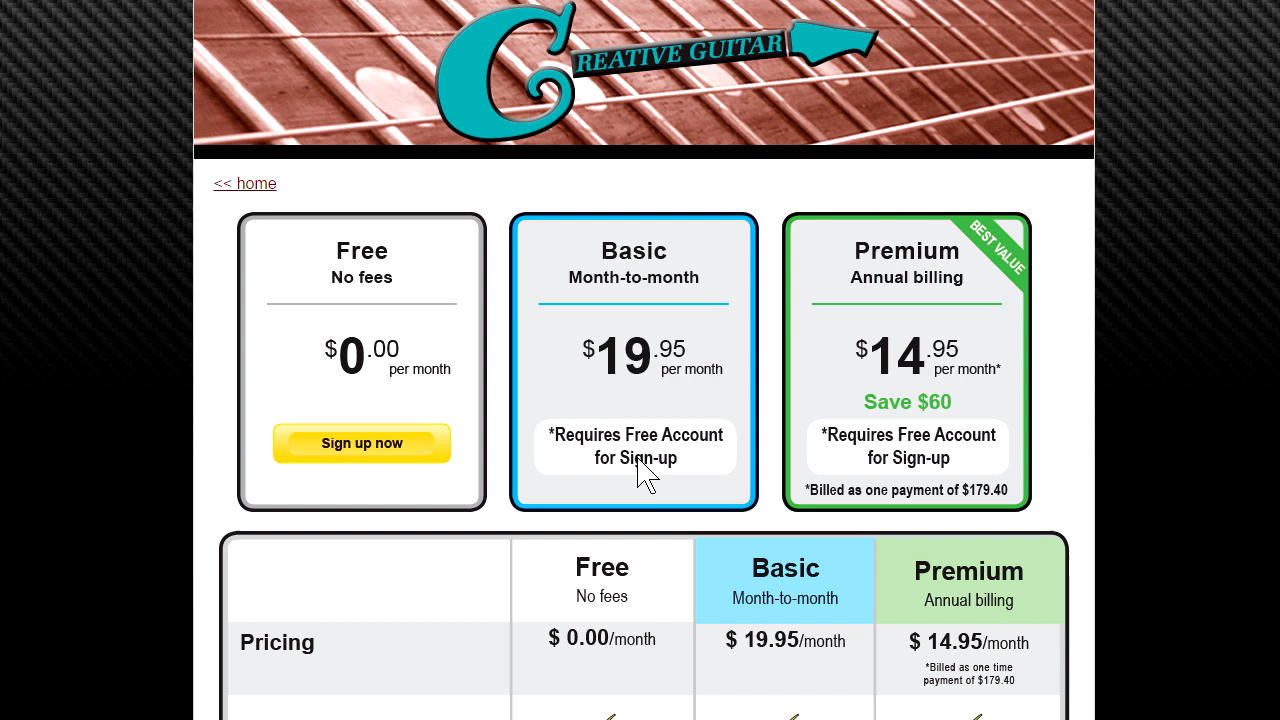 CREATIVE GUITAR
<< home
Free
No fees
$0.00
per month
Sign up now
Basic
Month-to-month
$19.95
per month
*Requires Free Account
for Sign-up
BEST VALUE
Premium
Annual billing
$14.95
per month*
Save $60
*Requires Free Account
for Sign-up
*Billed as one payment of $179.40
Free
No fees
Basic
Month-to-month
Premium
Annual billing
Pricing
$ 0.00/month
$ 19.95/month
$ 14.95/month
*Billed as one time
payment of $179.40